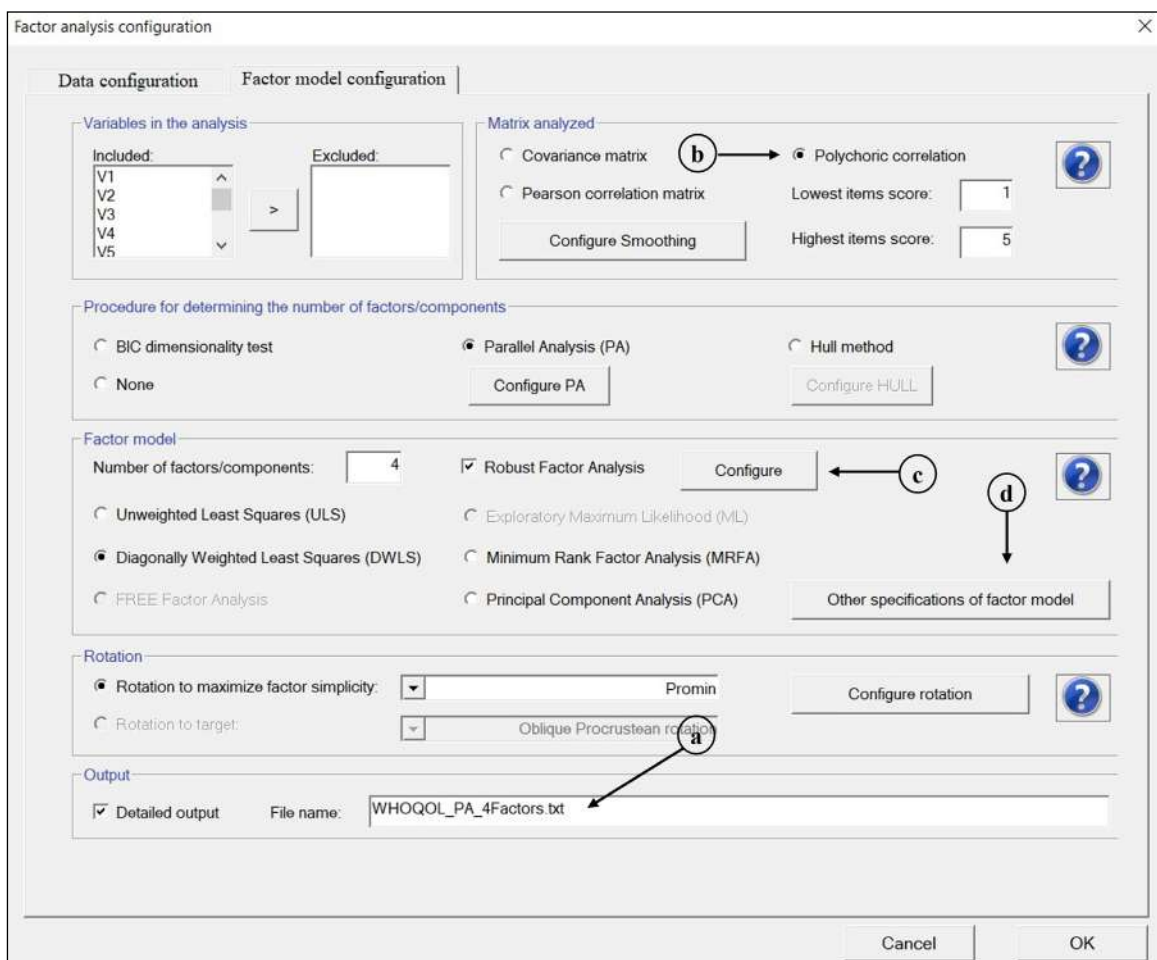 Factor analysis configuration
Data configuration
Factor model configuration
Variables in the analysis
Included:
Excluded:
V1
V2
V3
V4
V5
>
Matrix analyzed
Covariance matrix
b
Polychoric correlation
Pearson correlation matrix
Lowest items score: 1
Configure Smoothing
Highest items score: 5
?
Procedure for determining the number of factors/components
BIC dimensionality test
Parallel Analysis (PA)
Hull method
None
Configure PA
Configure HULL
?
Factor model
Number of factors/components: 4
Robust Factor Analysis
Configure
c
d
?
Unweighted Least Squares (ULS)
Exploratory Maximum Likelihood (ML)
Diagonally Weighted Least Squares (DWLS)
Minimum Rank Factor Analysis (MRFA)
FREE Factor Analysis
Principal Component Analysis (PCA)
Other specifications of factor model
Rotation
Rotation to maximize factor simplicity: Promin
Configure rotation
?
Rotation to target: Oblique Procrustean rotation
a
Output
Detailed output
File name: WHOQOL_PA_4Factors.txt
Cancel
OK